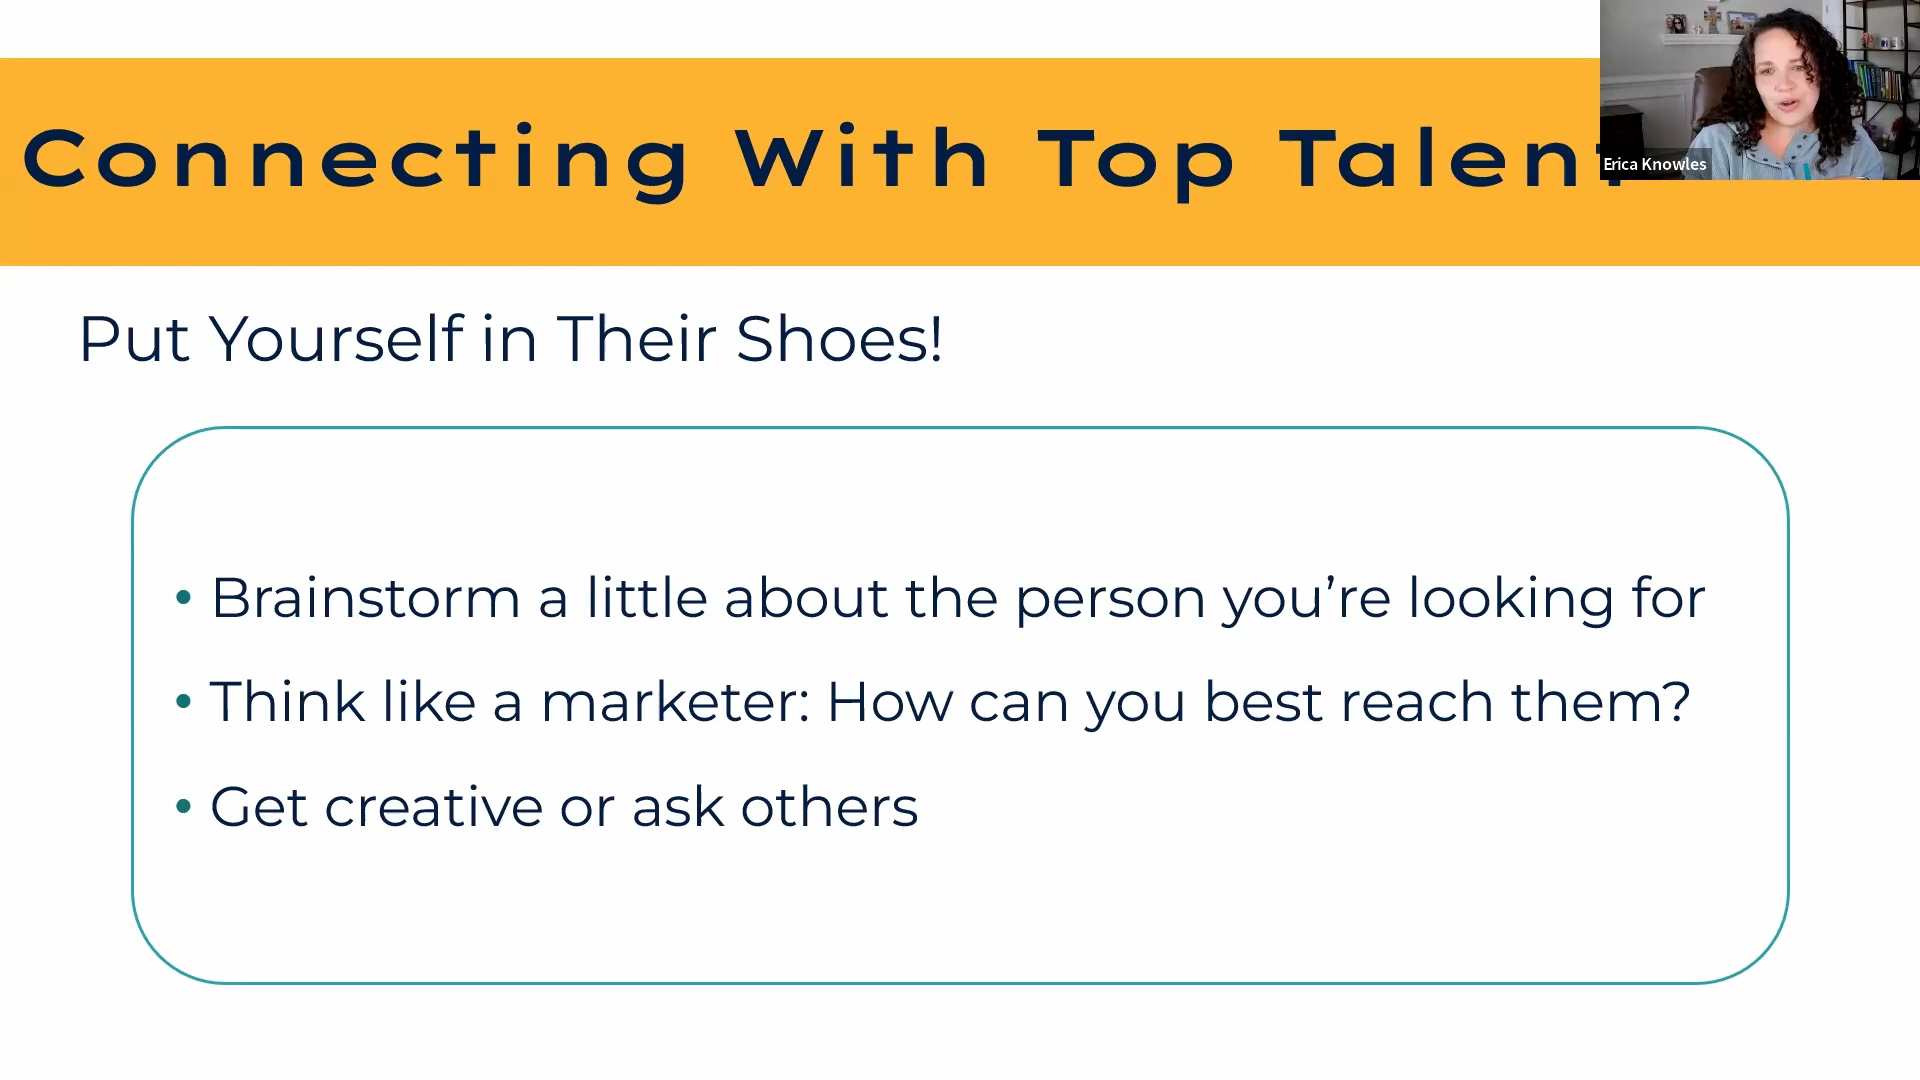 Connecting With Top Talent
Erica Knowles
Put Yourself in Their Shoes!
• Brainstorm a little about the person you’re looking for
• Think like a marketer: How can you best reach them?
• Get creative or ask others